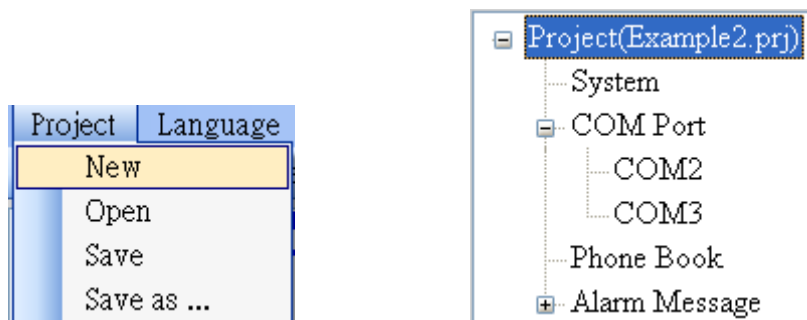 Project Language
New
Open
Save
Save as ...
Project(Example2.prj)
System
COM Port
COM2
COM3
Phone Book
Alarm Message